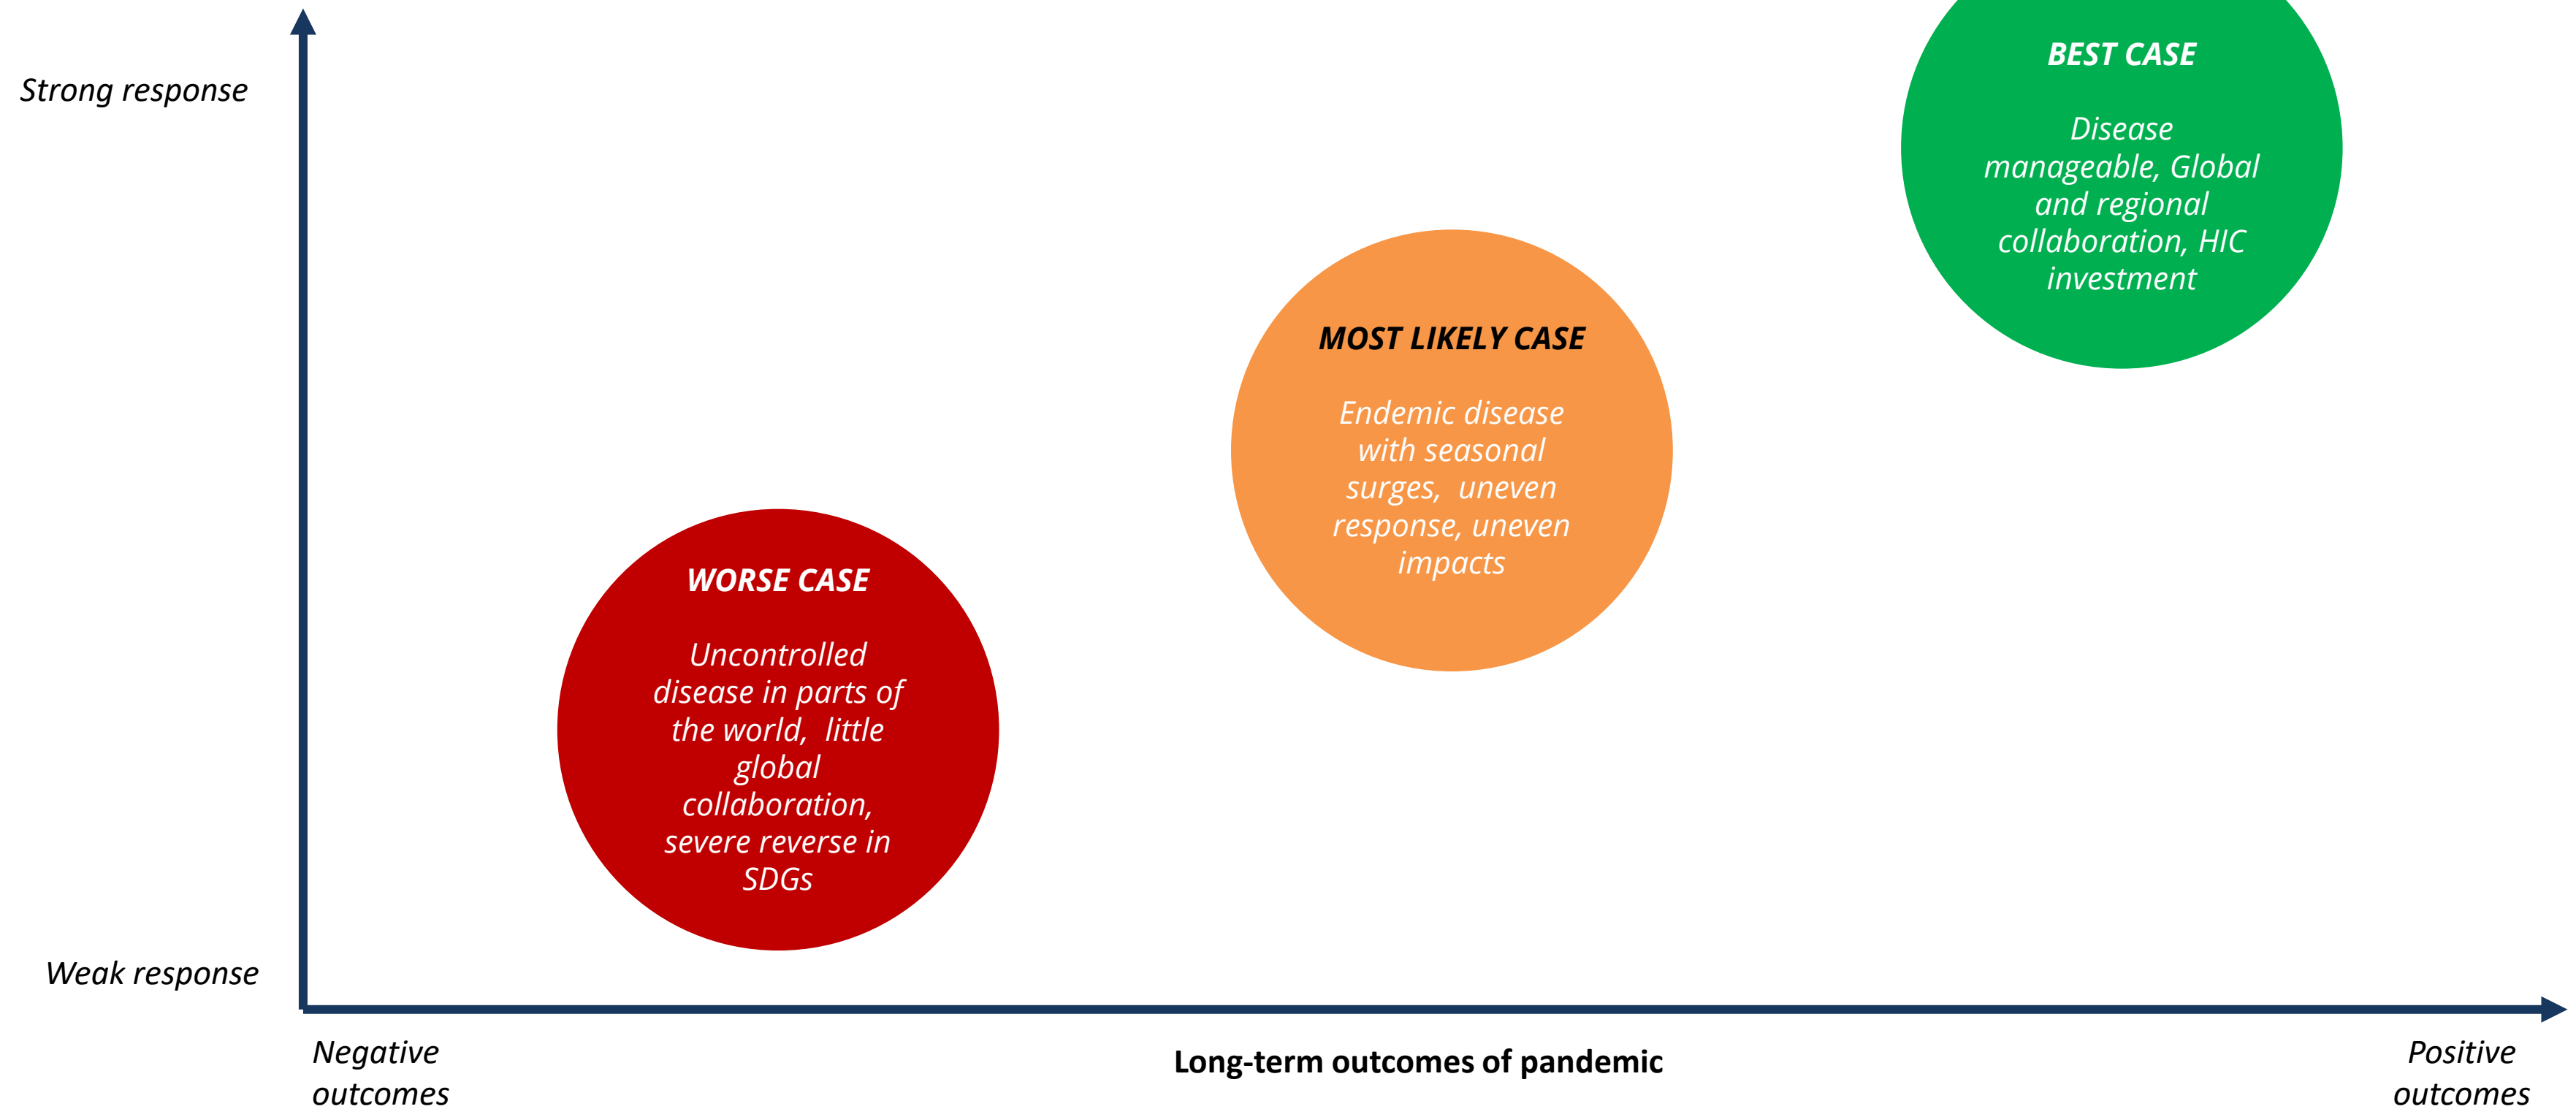 Strong response
BEST CASE
Disease
manageable, Global
and regional
collaboration, HIC
investment
MOST LIKELY CASE
Endemic disease
with seasonal
surges,  uneven
response, uneven
impacts
WORSE CASE
Uncontrolled
disease in parts of
the world,  little
global
collaboration,
severe reverse in
SDGs
Weak response
Negative
outcomes
Long-term outcomes of pandemic
Positive
outcomes